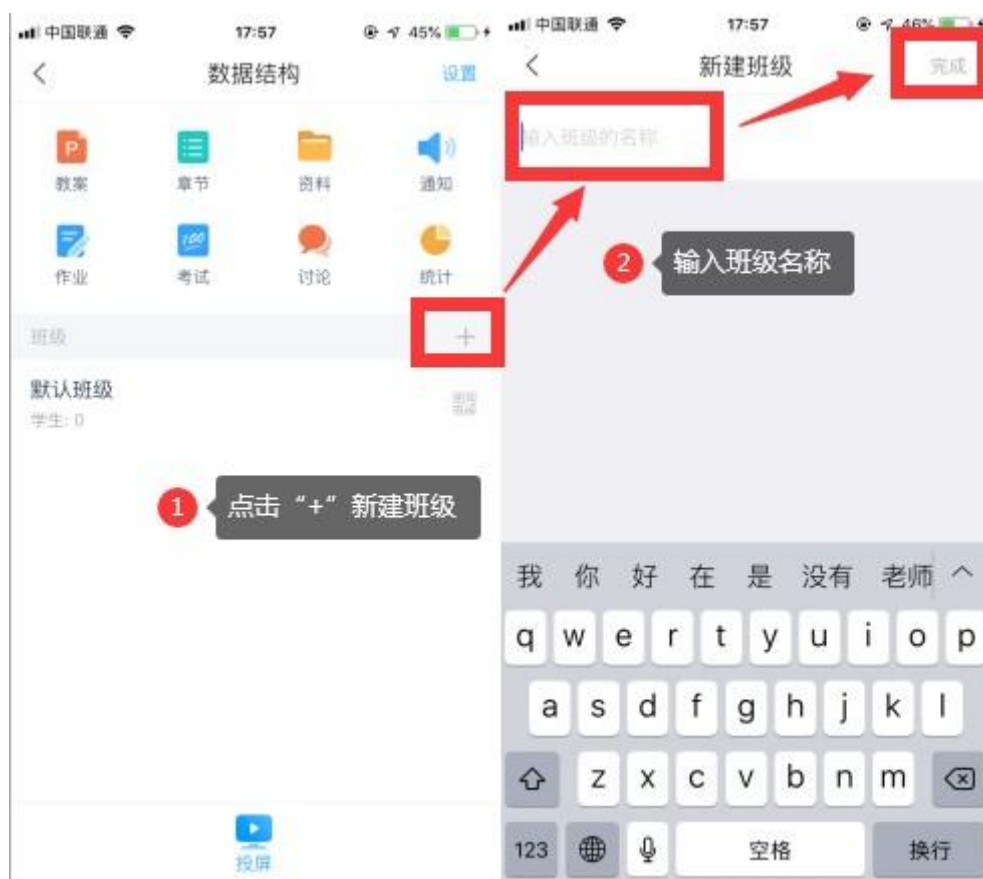 中国联通 17:57 45%
数据结构 设置
教案 章节 资料 通知
作业 考试 讨论 统计
班级 +
默认班级
学生: 0
1 点击“+”新建班级
投屏
中国联通 17:57 46%
新建班级 完成
输入班级的名称
2 输入班级名称
我 你 好 在 是 没有 老师
q w e r t y u i o p
a s d f g h j k l
z x c v b n m
123 空格 换行